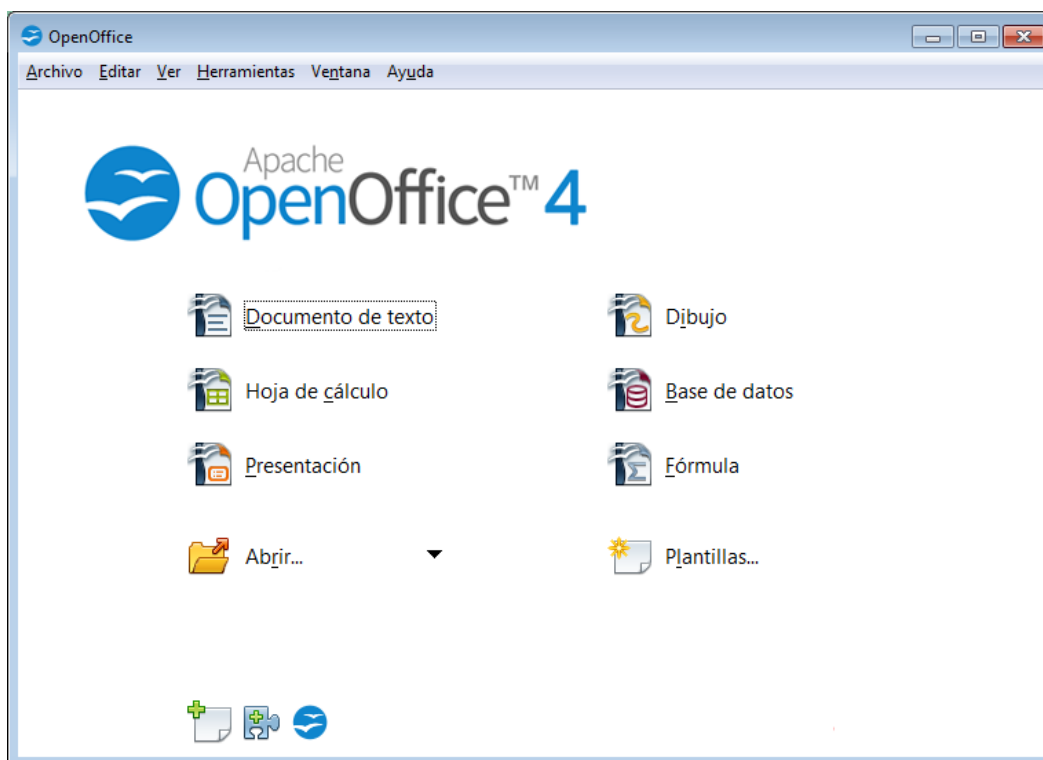 OpenOffice
Archivo Editar Ver Herramientas Ventana Ayuda
Apache
OpenOffice™ 4
Documento de texto
Dibujo
Hoja de cálculo
Base de datos
Presentación
Fórmula
Abrir...
Plantillas...